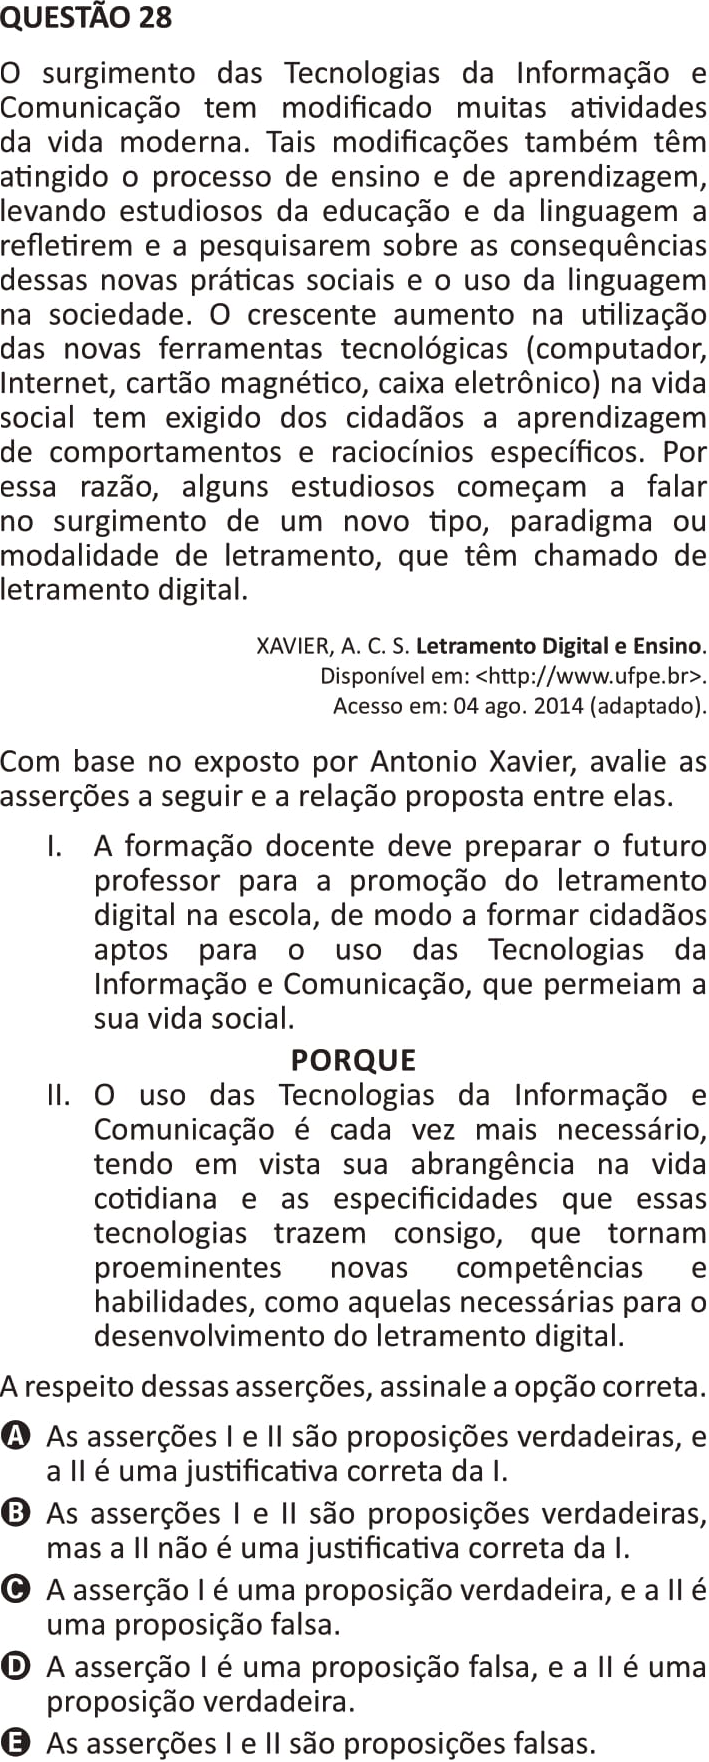 QUESTÃO 28
O surgimento das Tecnologias da Informação e
Comunicação tem modificado muitas atividades
da vida moderna. Tais modificações também têm
atingido o processo de ensino e de aprendizagem,
levando estudiosos da educação e da linguagem a
refletirem e a pesquisarem sobre as consequências
dessas novas práticas sociais e o uso da linguagem
na sociedade. O crescente aumento na utilização
das novas ferramentas tecnológicas (computador,
Internet, cartão magnético, caixa eletrônico) na vida
social tem exigido dos cidadãos a aprendizagem
de comportamentos e raciocínios específicos. Por
essa razão, alguns estudiosos começam a falar
no surgimento de um novo tipo, paradigma ou
modalidade de letramento, que têm chamado de
letramento digital.
XAVIER, A. C. S. Letramento Digital e Ensino.
Disponível em: <http://www.ufpe.br>.
Acesso em: 04 ago. 2014 (adaptado).
Com base no exposto por Antonio Xavier, avalie as
asserções a seguir e a relação proposta entre elas.
I. A formação docente deve preparar o futuro
professor para a promoção do letramento
digital na escola, de modo a formar cidadãos
aptos para o uso das Tecnologias da
Informação e Comunicação, que permeiam a
sua vida social.
PORQUE
II. O uso das Tecnologias da Informação e
Comunicação é cada vez mais necessário,
tendo em vista sua abrangência na vida
cotidiana e as especificidades que essas
tecnologias trazem consigo, que tornam
proeminentes novas competências e
habilidades, como aquelas necessárias para o
desenvolvimento do letramento digital.
A respeito dessas asserções, assinale a opção correta.
A As asserções I e II são proposições verdadeiras, e
a II é uma justificativa correta da I.
B As asserções I e II são proposições verdadeiras,
mas a II não é uma justificativa correta da I.
C A asserção I é uma proposição verdadeira, e a II é
uma proposição falsa.
D A asserção I é uma proposição falsa, e a II é uma
proposição verdadeira.
E As asserções I e II são proposições falsas.